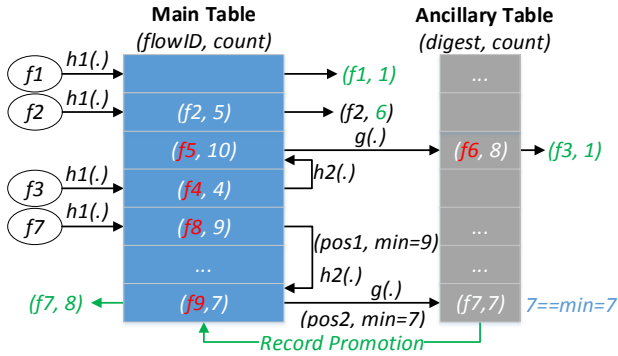 Main Table
(flowID, count)
Ancillary Table
(digest, count)
f1
h1(.)
(f1, 1)
...
f2
h1(.)
(f2, 5)
(f2, 6)
(f5, 10)
g(.)
(f6, 8)
(f3, 1)
h2(.)
f3
h1(.)
(f4, 4)
...
f7
h1(.)
(f8, 9)
(pos1, min=9)
...
...
h2(.)
(f7, 8)
(f9,7)
g(.)
(pos2, min=7)
(f7,7)
7==min=7
Record Promotion